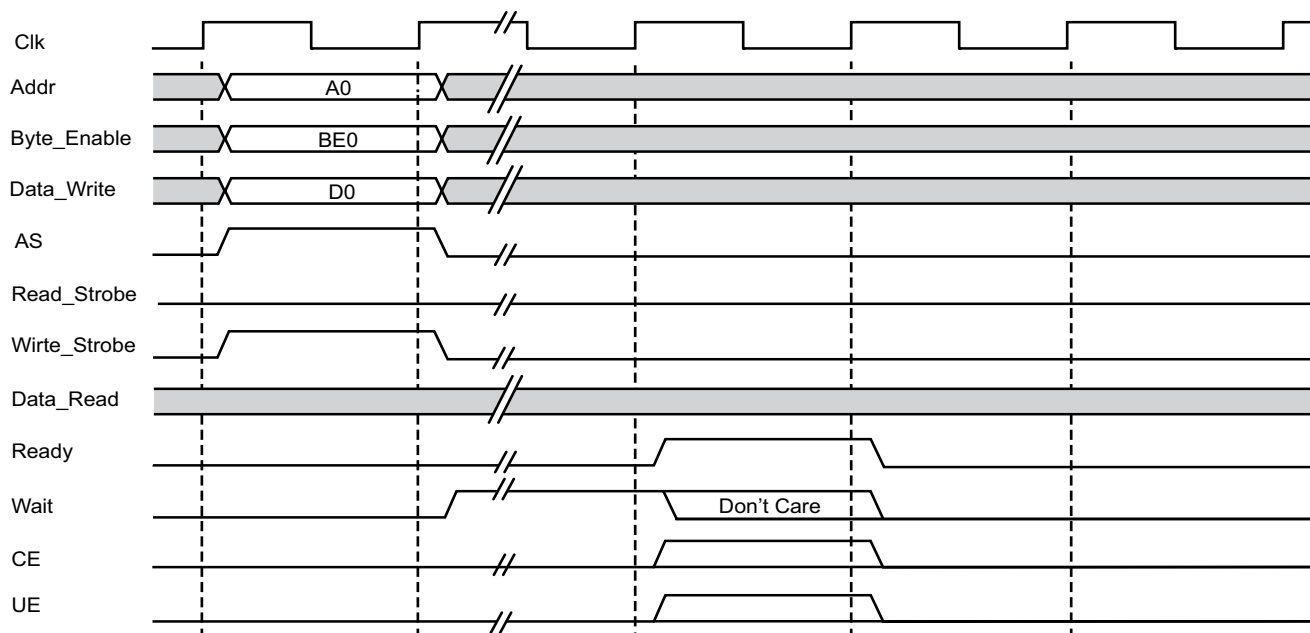 Clk
Addr
A0
Byte_Enable
BE0
Data_Write
D0
AS
Read_Strobe
Wirte_Strobe
Data_Read
Ready
Wait
Don't Care
CE
UE